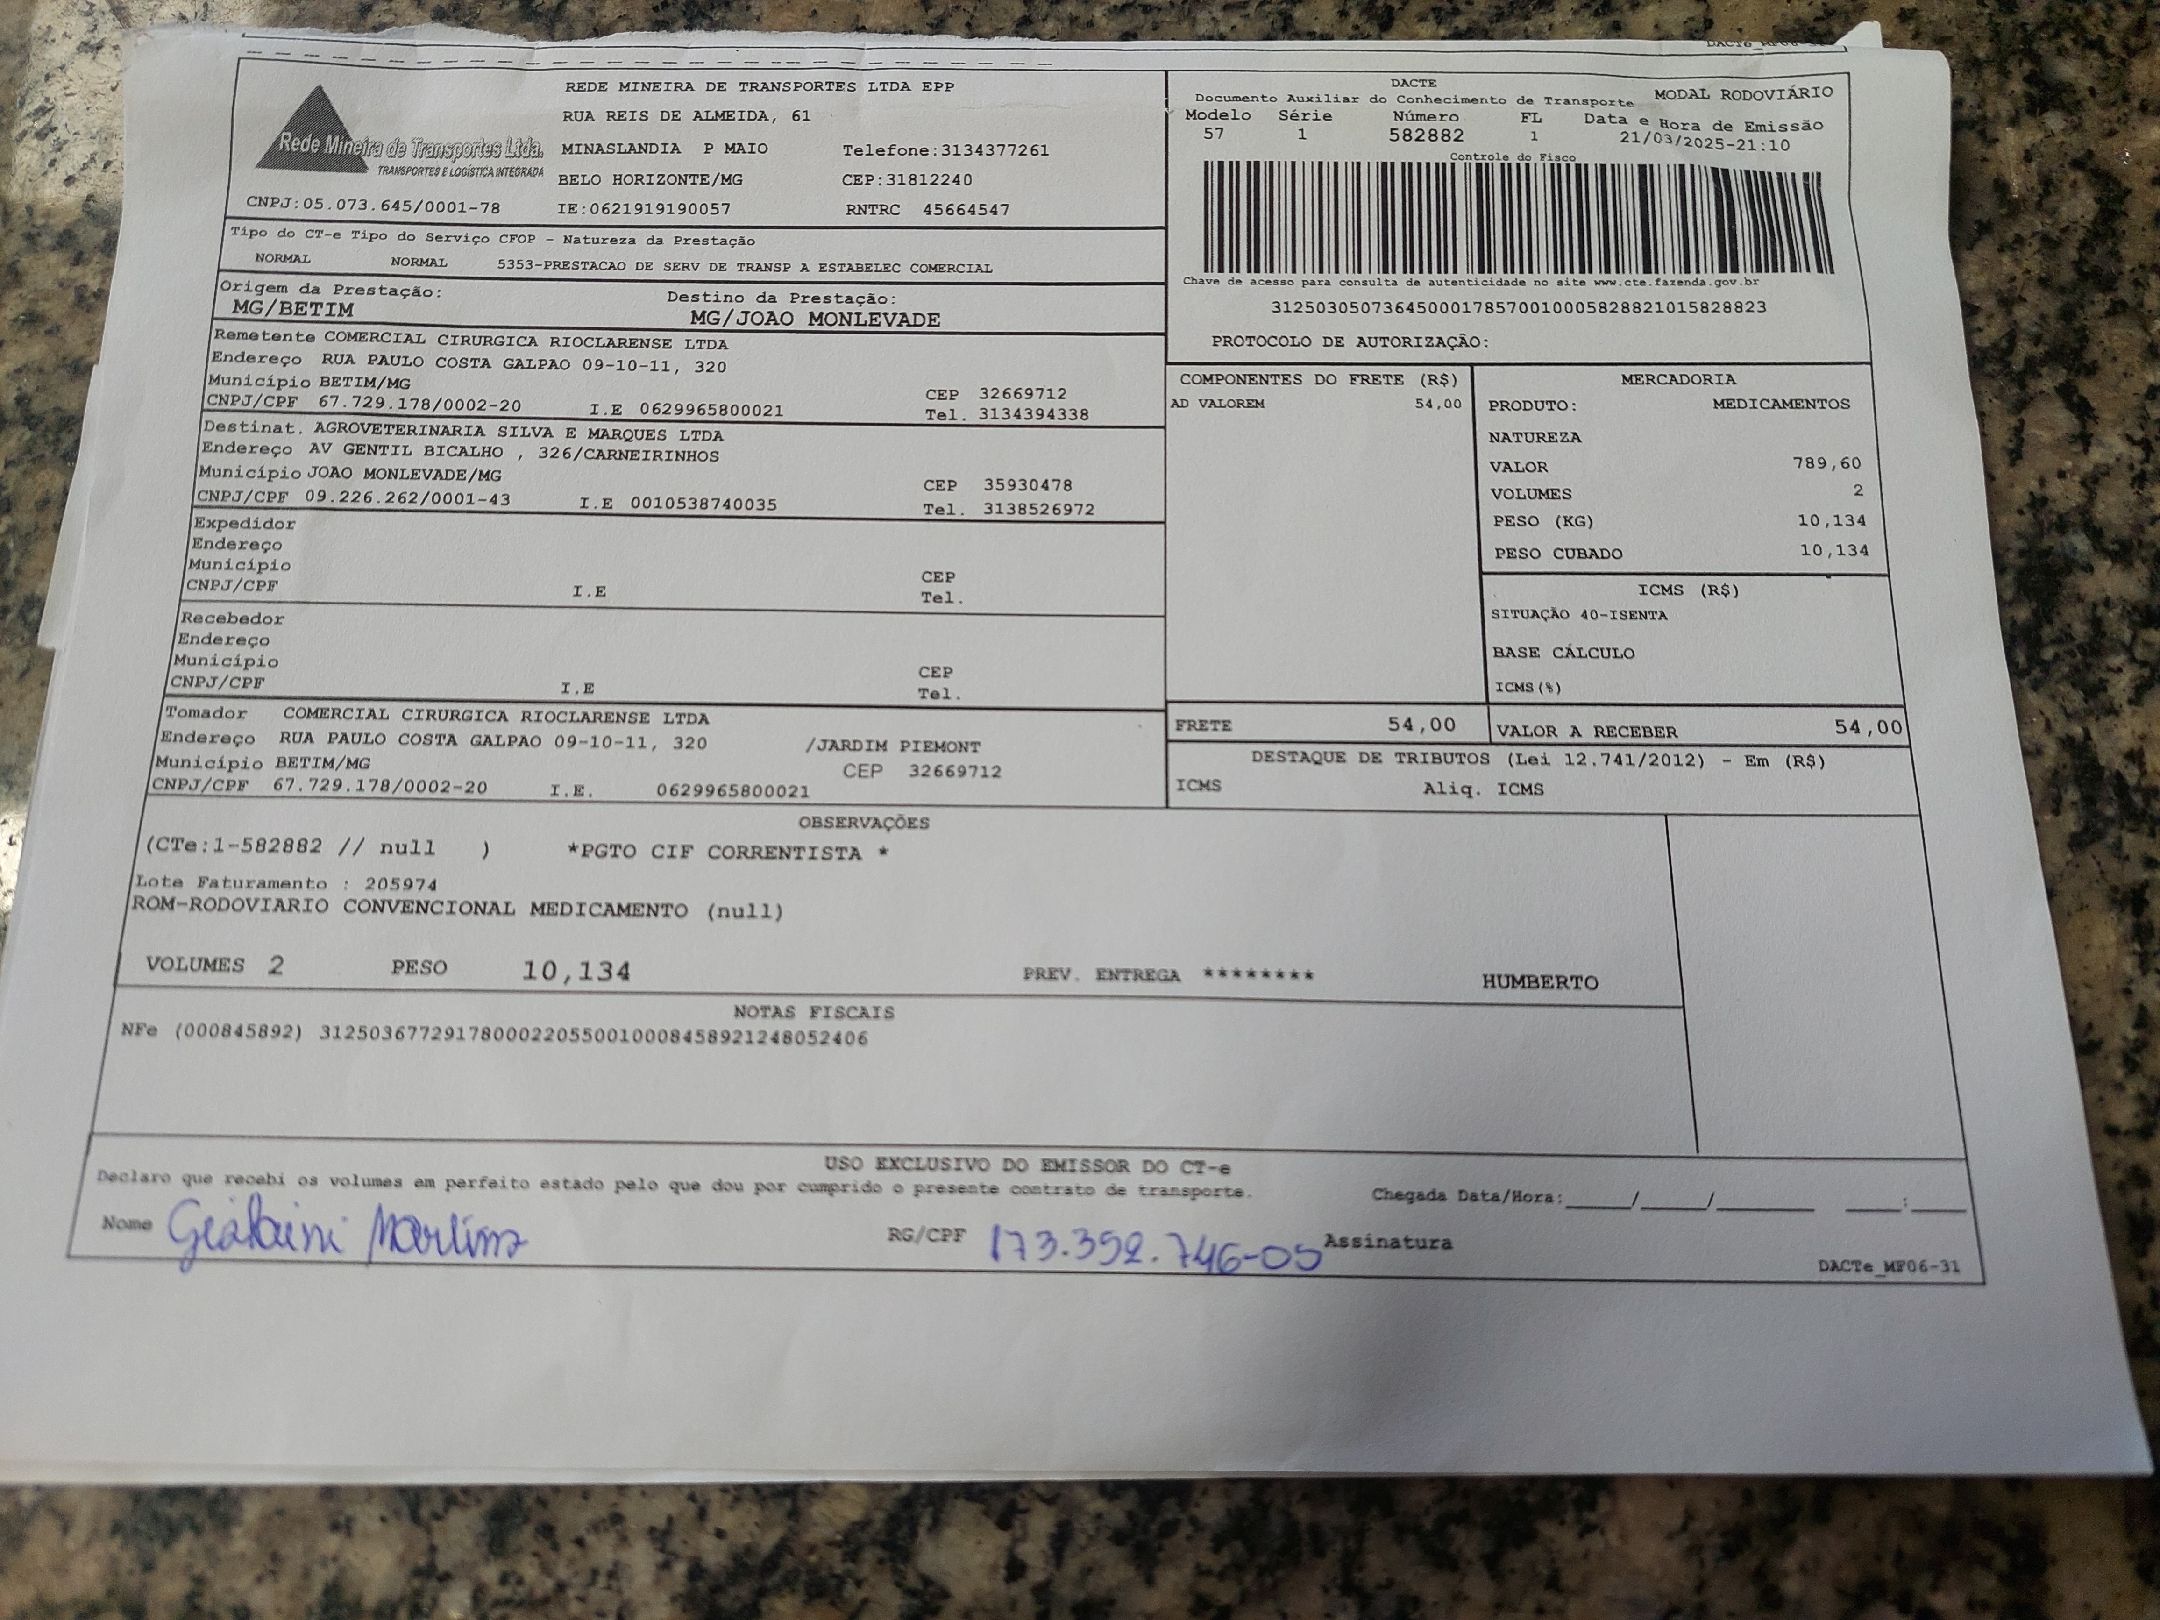 DACTe_MF06-31
REDE MINEIRA DE TRANSPORTES LTDA EPP
RUA REIS DE ALMEIDA, 61
Rede Mineira de Transportes Ltda.
TRANSPORTES E LOGÍSTICA INTEGRADA
MINASLANDIA P MAIO Telefone:3134377261
BELO HORIZONTE/MG CEP:31812240
CNPJ:05.073.645/0001-78 IE:0621919190057 RNTRC 45664547
DACTE
Documento Auxiliar do Conhecimento de Transporte MODAL RODOVIÁRIO
Modelo Série Número FL Data e Hora de Emissão
57 1 582882 1 21/03/2025-21:10
Controle do Fisco
Chave de acesso para consulta de autenticidade no site www.cte.fazenda.gov.br
31250305073645000178570010005828821015828823
PROTOCOLO DE AUTORIZAÇÃO:
Tipo do CT-e Tipo do Serviço CFOP - Natureza da Prestação
NORMAL NORMAL 5353-PRESTACAO DE SERV DE TRANSP A ESTABELEC COMERCIAL
Origem da Prestação: Destino da Prestação:
MG/BETIM MG/JOAO MONLEVADE
Remetente COMERCIAL CIRURGICA RIOCLARENSE LTDA
Endereço RUA PAULO COSTA GALPAO 09-10-11, 320
Município BETIM/MG CEP 32669712
CNPJ/CPF 67.729.178/0002-20 I.E 0629965800021 Tel. 3134394338
Destinat. AGROVETERINARIA SILVA E MARQUES LTDA
Endereço AV GENTIL BICALHO , 326/CARNEIRINHOS
Município JOAO MONLEVADE/MG CEP 35930478
CNPJ/CPF 09.226.262/0001-43 I.E 0010538740035 Tel. 3138526972
Expedidor
Endereço
Município CEP
CNPJ/CPF I.E Tel.
Recebedor
Endereço
Município CEP
CNPJ/CPF I.E Tel.
Tomador COMERCIAL CIRURGICA RIOCLARENSE LTDA
Endereço RUA PAULO COSTA GALPAO 09-10-11, 320 /JARDIM PIEMONT
Município BETIM/MG CEP 32669712
CNPJ/CPF 67.729.178/0002-20 I.E. 0629965800021
COMPONENTES DO FRETE (R$)
AD VALOREM 54,00
MERCADORIA
PRODUTO: MEDICAMENTOS
NATUREZA
VALOR 789,60
VOLUMES 2
PESO (KG) 10,134
PESO CUBADO 10,134
ICMS (R$)
SITUAÇÃO 40-ISENTA
BASE CÁLCULO
ICMS(%)
FRETE 54,00 VALOR A RECEBER 54,00
DESTAQUE DE TRIBUTOS (Lei 12.741/2012) - Em (R$)
ICMS Aliq. ICMS
OBSERVAÇÕES
(CTe:1-582882 // null ) *PGTO CIF CORRENTISTA *
Lote Faturamento : 205974
ROM-RODOVIARIO CONVENCIONAL MEDICAMENTO (null)
VOLUMES 2 PESO 10,134 PREV. ENTREGA ******** HUMBERTO
NOTAS FISCAIS
NFe (000845892) 31250367729178000220550010008458921248052406
USO EXCLUSIVO DO EMISSOR DO CT-e
Declaro que recebi os volumes em perfeito estado pelo que dou por cumprido o presente contrato de transporte. Chegada Data/Hora:____/____/______ ___:___
Nome Martins RG/CPF 173.352.746-05 Assinatura
DACTe_MF06-31